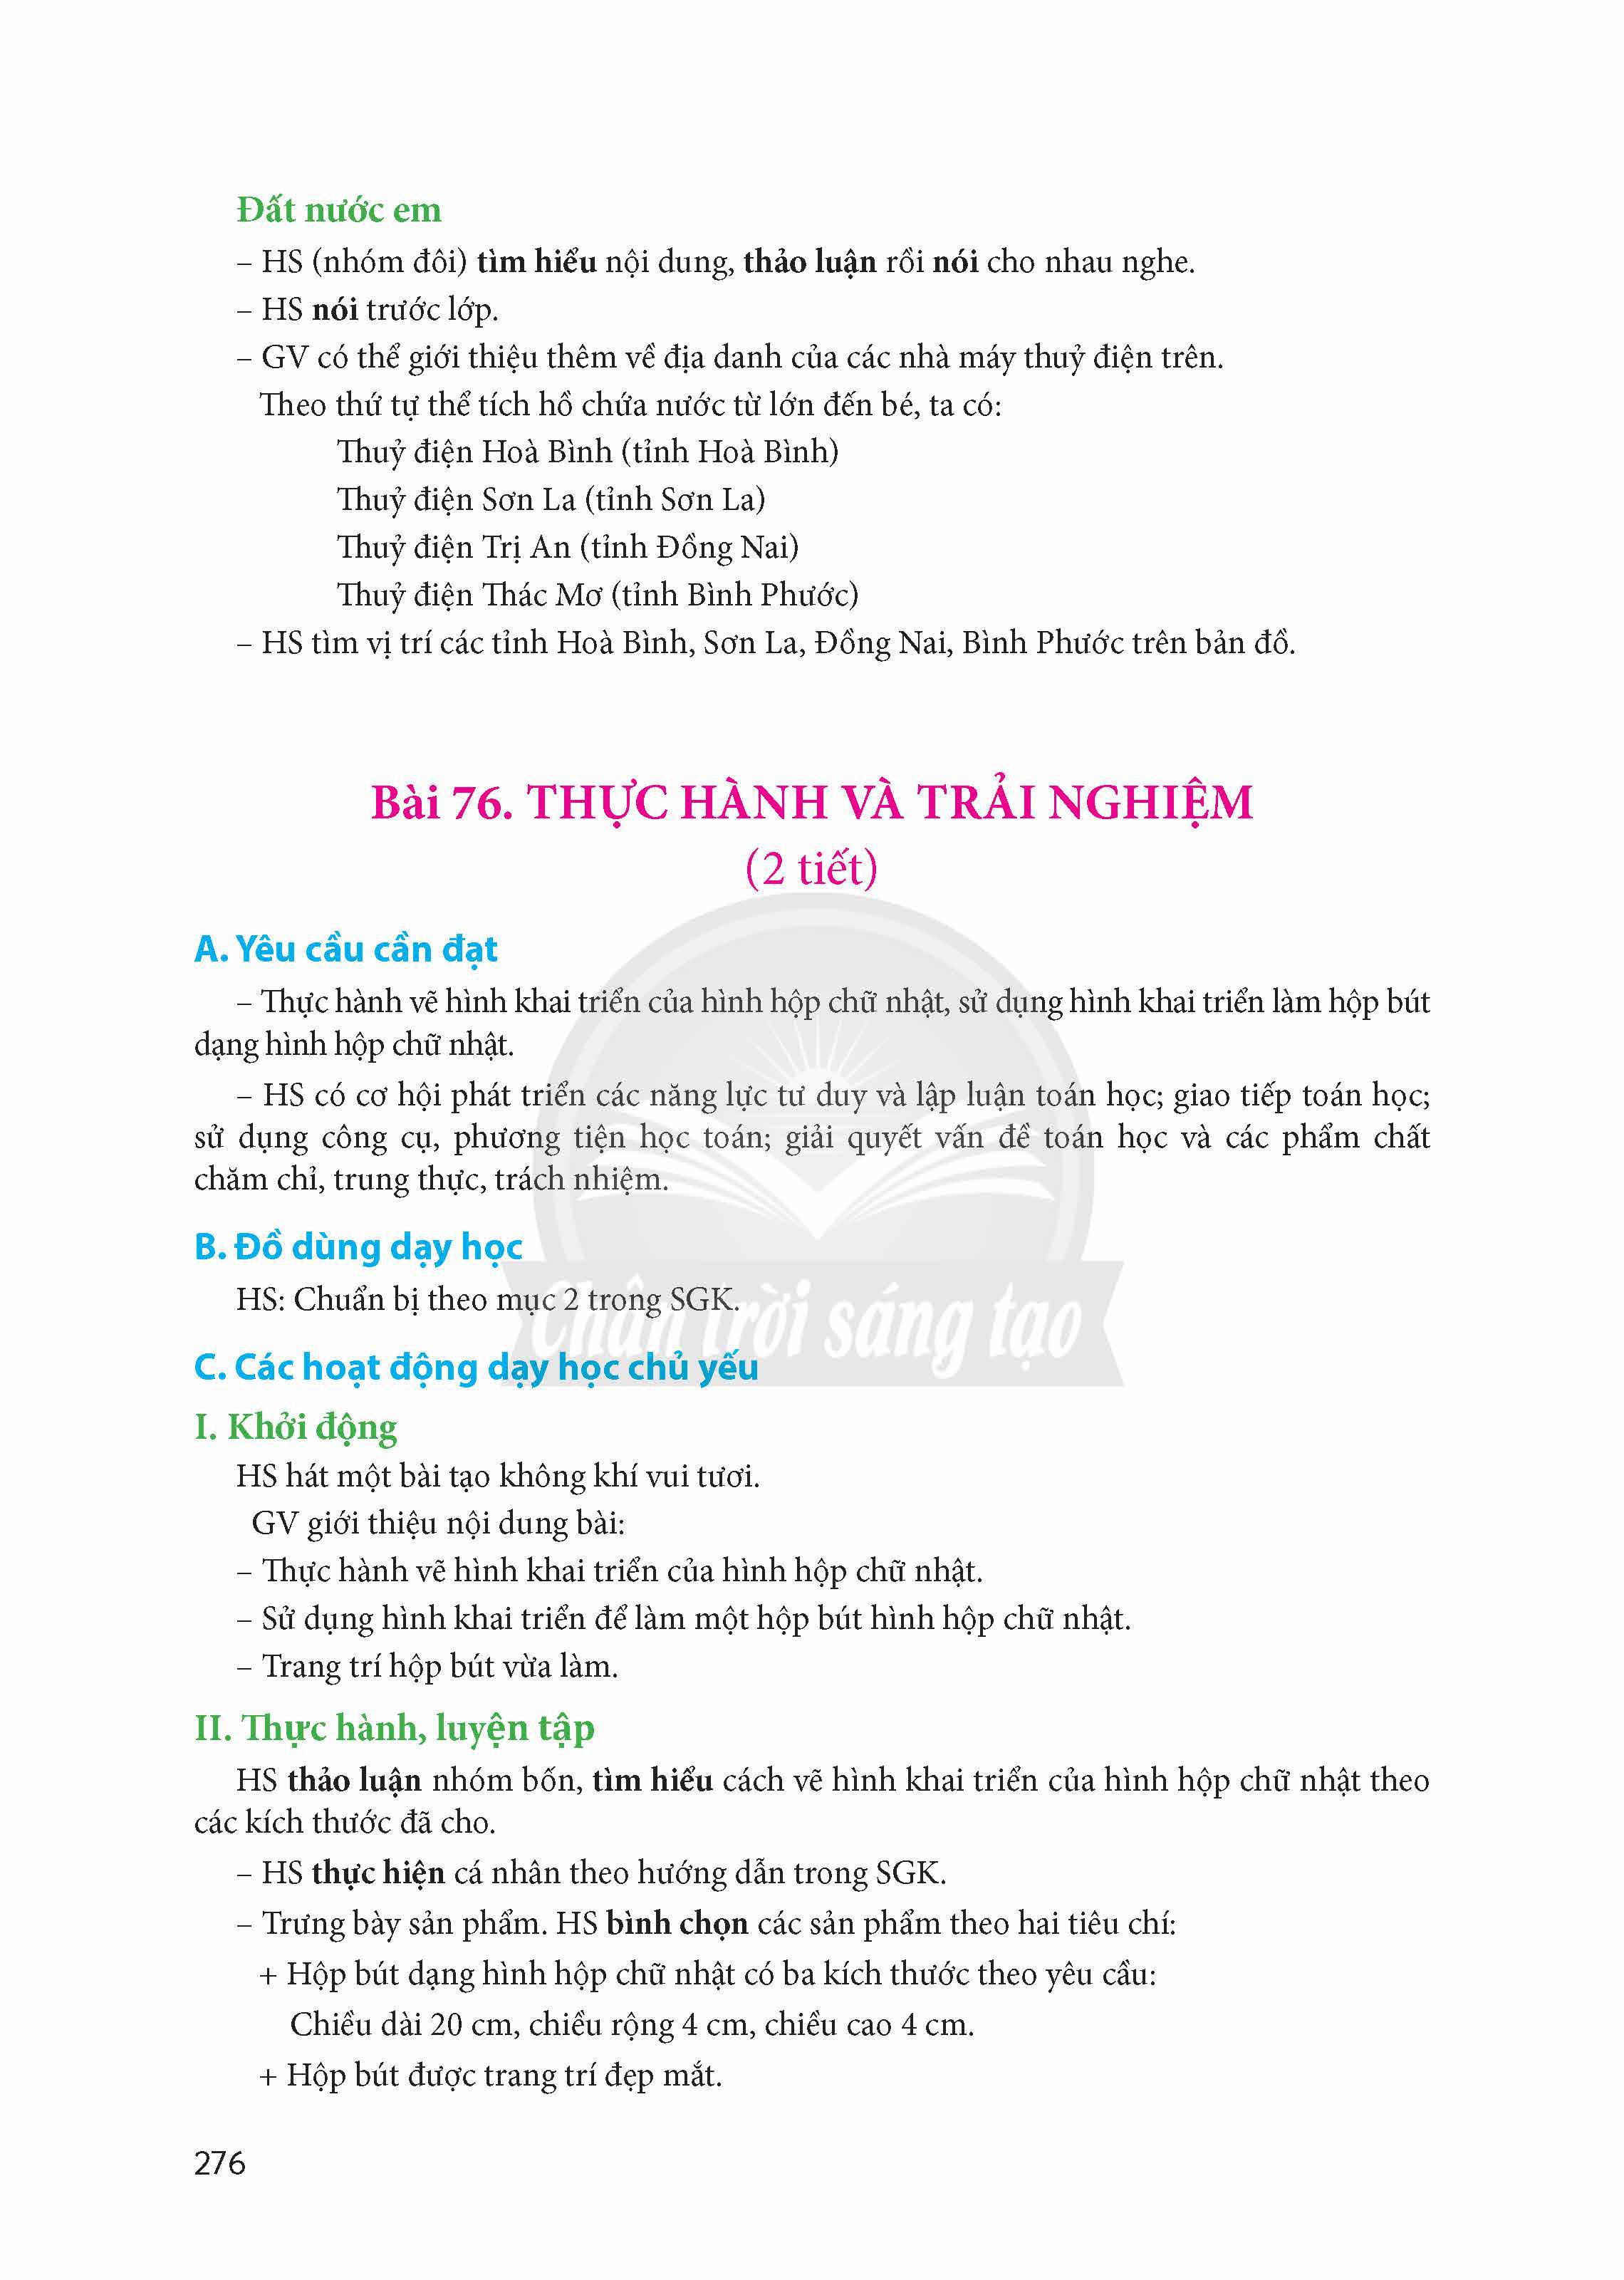 Đất nước em
– HS (nhóm đôi) tìm hiểu nội dung, thảo luận rồi nói cho nhau nghe.
– HS nói trước lớp.
– GV có thể giới thiệu thêm về địa danh của các nhà máy thuỷ điện trên.
Theo thứ tự thể tích hồ chứa nước từ lớn đến bé, ta có:
Thuỷ điện Hoà Bình (tỉnh Hoà Bình)
Thuỷ điện Sơn La (tỉnh Sơn La)
Thuỷ điện Trị An (tỉnh Đồng Nai)
Thuỷ điện Thác Mơ (tỉnh Bình Phước)
– HS tìm vị trí các tỉnh Hoà Bình, Sơn La, Đồng Nai, Bình Phước trên bản đồ.
Bài 76. THỰC HÀNH VÀ TRẢI NGHIỆM
(2 tiết)
A. Yêu cầu cần đạt
– Thực hành vẽ hình khai triển của hình hộp chữ nhật, sử dụng hình khai triển làm hộp bút
dạng hình hộp chữ nhật.
– HS có cơ hội phát triển các năng lực tư duy và lập luận toán học; giao tiếp toán học;
sử dụng công cụ, phương tiện học toán; giải quyết vấn đề toán học và các phẩm chất
chăm chỉ, trung thực, trách nhiệm.
B. Đồ dùng dạy học
HS: Chuẩn bị theo mục 2 trong SGK.
Chân trời sáng tạo
C. Các hoạt động dạy học chủ yếu
I. Khởi động
HS hát một bài tạo không khí vui tươi.
GV giới thiệu nội dung bài:
– Thực hành vẽ hình khai triển của hình hộp chữ nhật.
– Sử dụng hình khai triển để làm một hộp bút hình hộp chữ nhật.
– Trang trí hộp bút vừa làm.
II. Thực hành, luyện tập
HS thảo luận nhóm bốn, tìm hiểu cách vẽ hình khai triển của hình hộp chữ nhật theo
các kích thước đã cho.
– HS thực hiện cá nhân theo hướng dẫn trong SGK.
– Trưng bày sản phẩm. HS bình chọn các sản phẩm theo hai tiêu chí:
+ Hộp bút dạng hình hộp chữ nhật có ba kích thước theo yêu cầu:
Chiều dài 20 cm, chiều rộng 4 cm, chiều cao 4 cm.
+ Hộp bút được trang trí đẹp mắt.
276